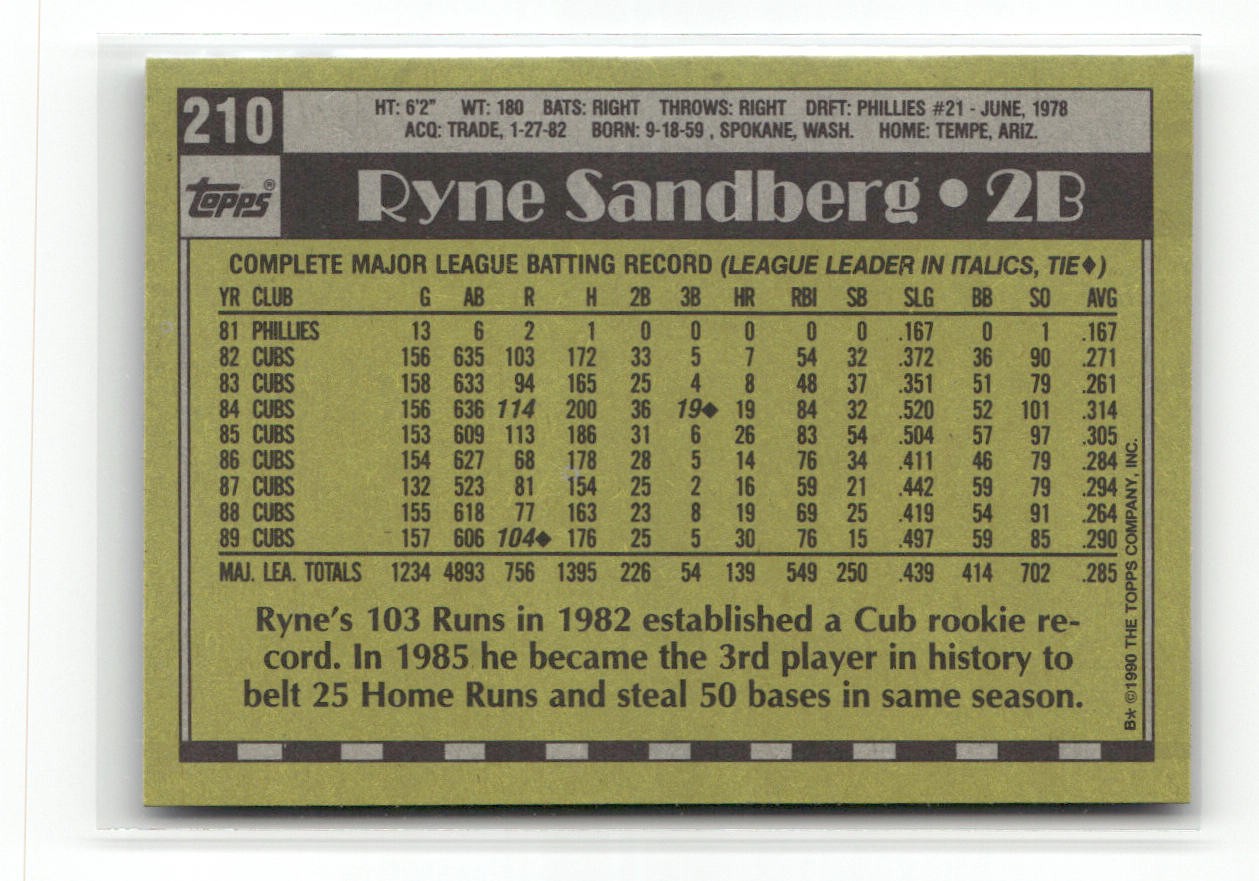 210
HT: 6'2" WT: 180 BATS: RIGHT THROWS: RIGHT DRFT: PHILLIES #21 - JUNE, 1978
ACQ: TRADE, 1-27-82 BORN: 9-18-59 , SPOKANE, WASH. HOME: TEMPE, ARIZ.
topps®
Ryne Sandberg • 2B
COMPLETE MAJOR LEAGUE BATTING RECORD (LEAGUE LEADER IN ITALICS, TIE♦)
YR CLUB G AB R H 2B 3B HR RBI SB SLG BB SO AVG
81 PHILLIES 13 6 2 1 0 0 0 0 0 .167 0 1 .167
82 CUBS 156 635 103 172 33 5 7 54 32 .372 36 90 .271
83 CUBS 158 633 94 165 25 4 8 48 37 .351 51 79 .261
84 CUBS 156 636 114 200 36 19♦ 19 84 32 .520 52 101 .314
85 CUBS 153 609 113 186 31 6 26 83 54 .504 57 97 .305
86 CUBS 154 627 68 178 28 5 14 76 34 .411 46 79 .284
87 CUBS 132 523 81 154 25 2 16 59 21 .442 59 79 .294
88 CUBS 155 618 77 163 23 8 19 69 25 .419 54 91 .264
89 CUBS 157 606 104♦ 176 25 5 30 76 15 .497 59 85 .290
MAJ. LEA. TOTALS 1234 4893 756 1395 226 54 139 549 250 .439 414 702 .285
Ryne's 103 Runs in 1982 established a Cub rookie re-
cord. In 1985 he became the 3rd player in history to
belt 25 Home Runs and steal 50 bases in same season.
B★ ©1990 THE TOPPS COMPANY, INC.